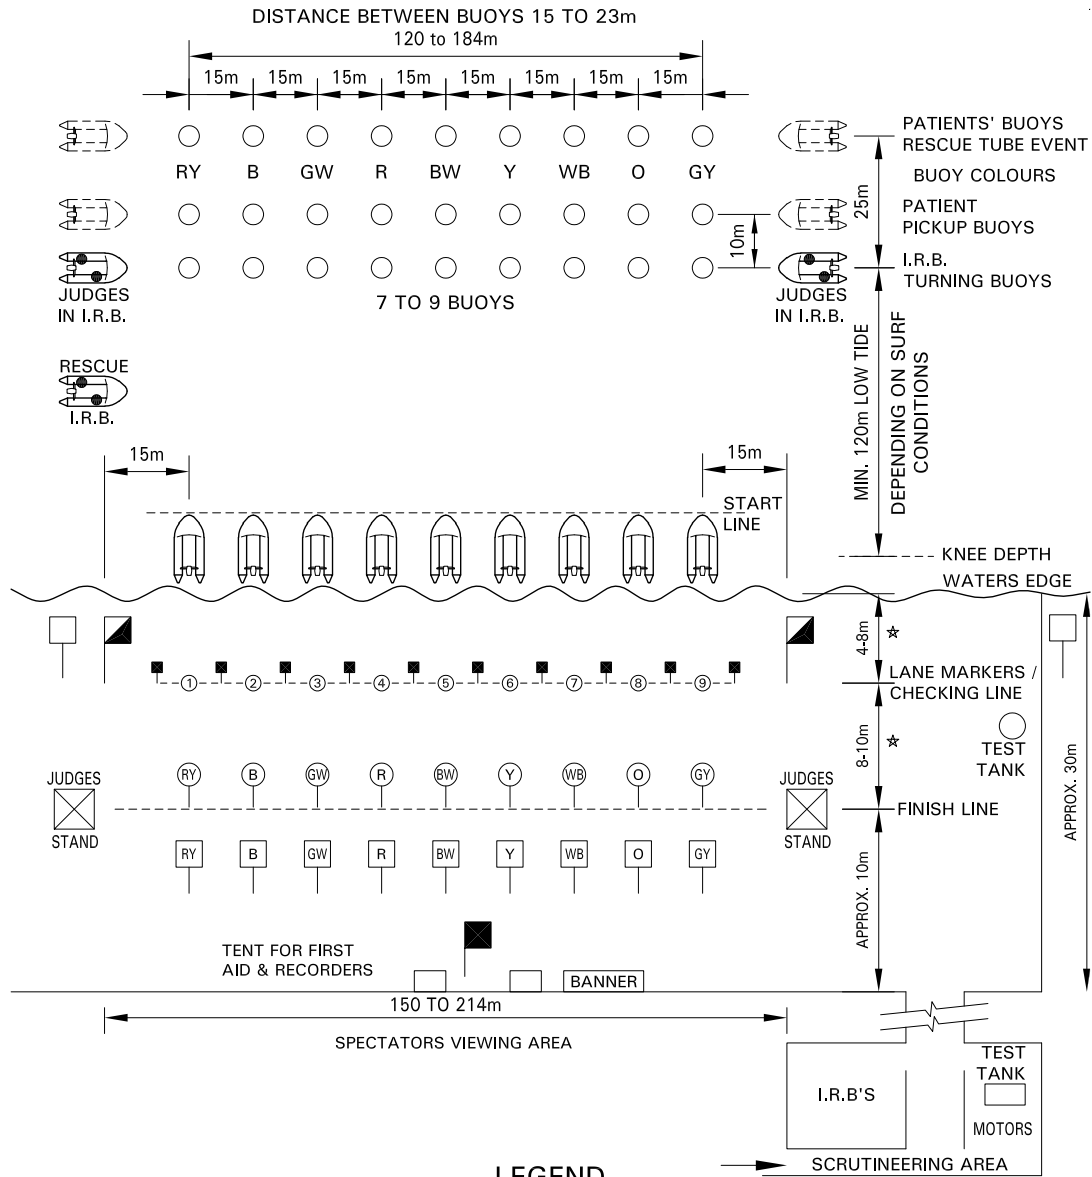 DISTANCE BETWEEN BUOYS 15 TO 23m
120 to 184m
15m 15m 15m 15m 15m 15m 15m 15m
PATIENTS' BUOYS
RESCUE TUBE EVENT
RY B GW R BW Y WB O GY
BUOY COLOURS
25m
PATIENT
PICKUP BUOYS
10m
I.R.B.
TURNING BUOYS
JUDGES
IN I.R.B.
7 TO 9 BUOYS
JUDGES
IN I.R.B.
RESCUE
I.R.B.
MIN. 120m LOW TIDE
DEPENDING ON SURF
CONDITIONS
15m
15m
START
LINE
KNEE DEPTH
WATERS EDGE
4-8m
1 2 3 4 5 6 7 8 9
LANE MARKERS /
CHECKING LINE
8-10m
TEST
TANK
APPROX. 30m
JUDGES
STAND
RY B GW R BW Y WB O GY
JUDGES
STAND
FINISH LINE
RY B GW R BW Y WB O GY
APPROX. 10m
TENT FOR FIRST
AID & RECORDERS
BANNER
150 TO 214m
SPECTATORS VIEWING AREA
I.R.B'S
TEST
TANK
MOTORS
SCRUTINEERING AREA
LEGEND